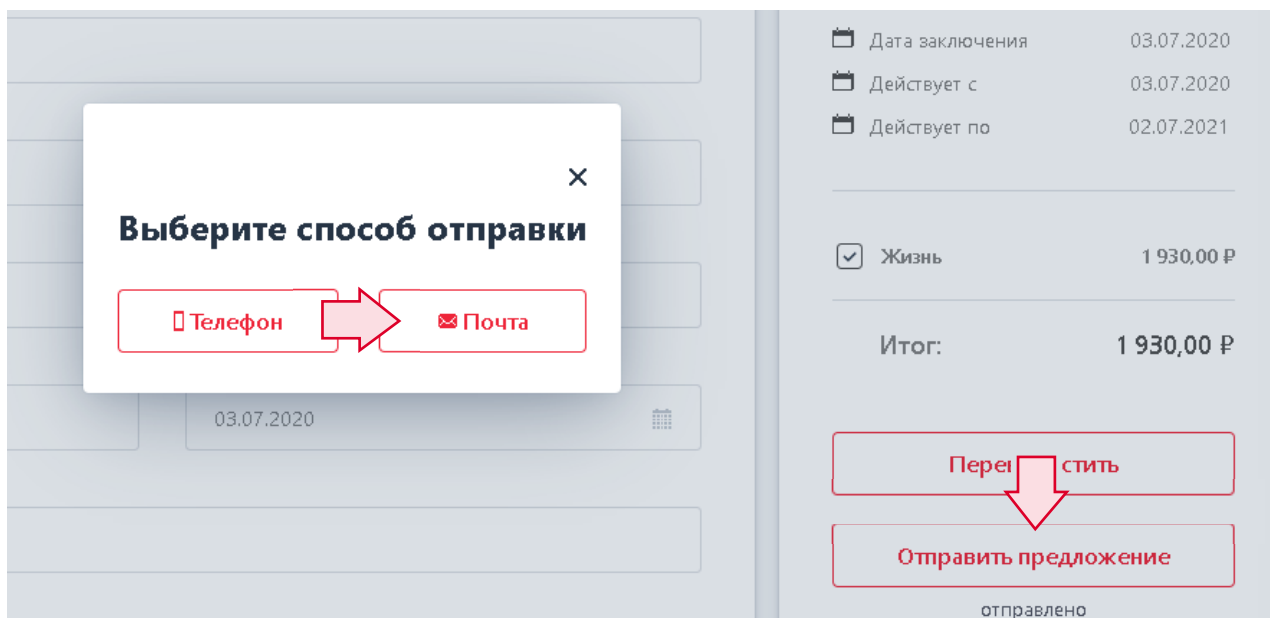 Дата заключения 03.07.2020
Действует с 03.07.2020
Действует по 02.07.2021
Выберите способ отправки
Телефон
Почта
Жизнь 1 930,00 ₽
Итог: 1 930,00 ₽
03.07.2020
Отправить предложение
отправлено